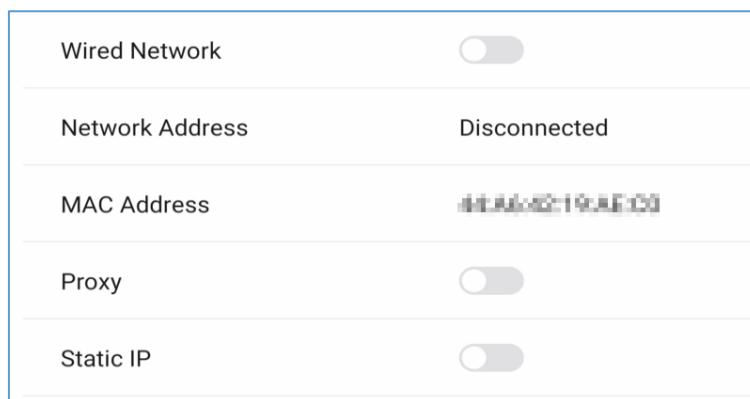 Wired Network
Network Address Disconnected
MAC Address
Proxy
Static IP